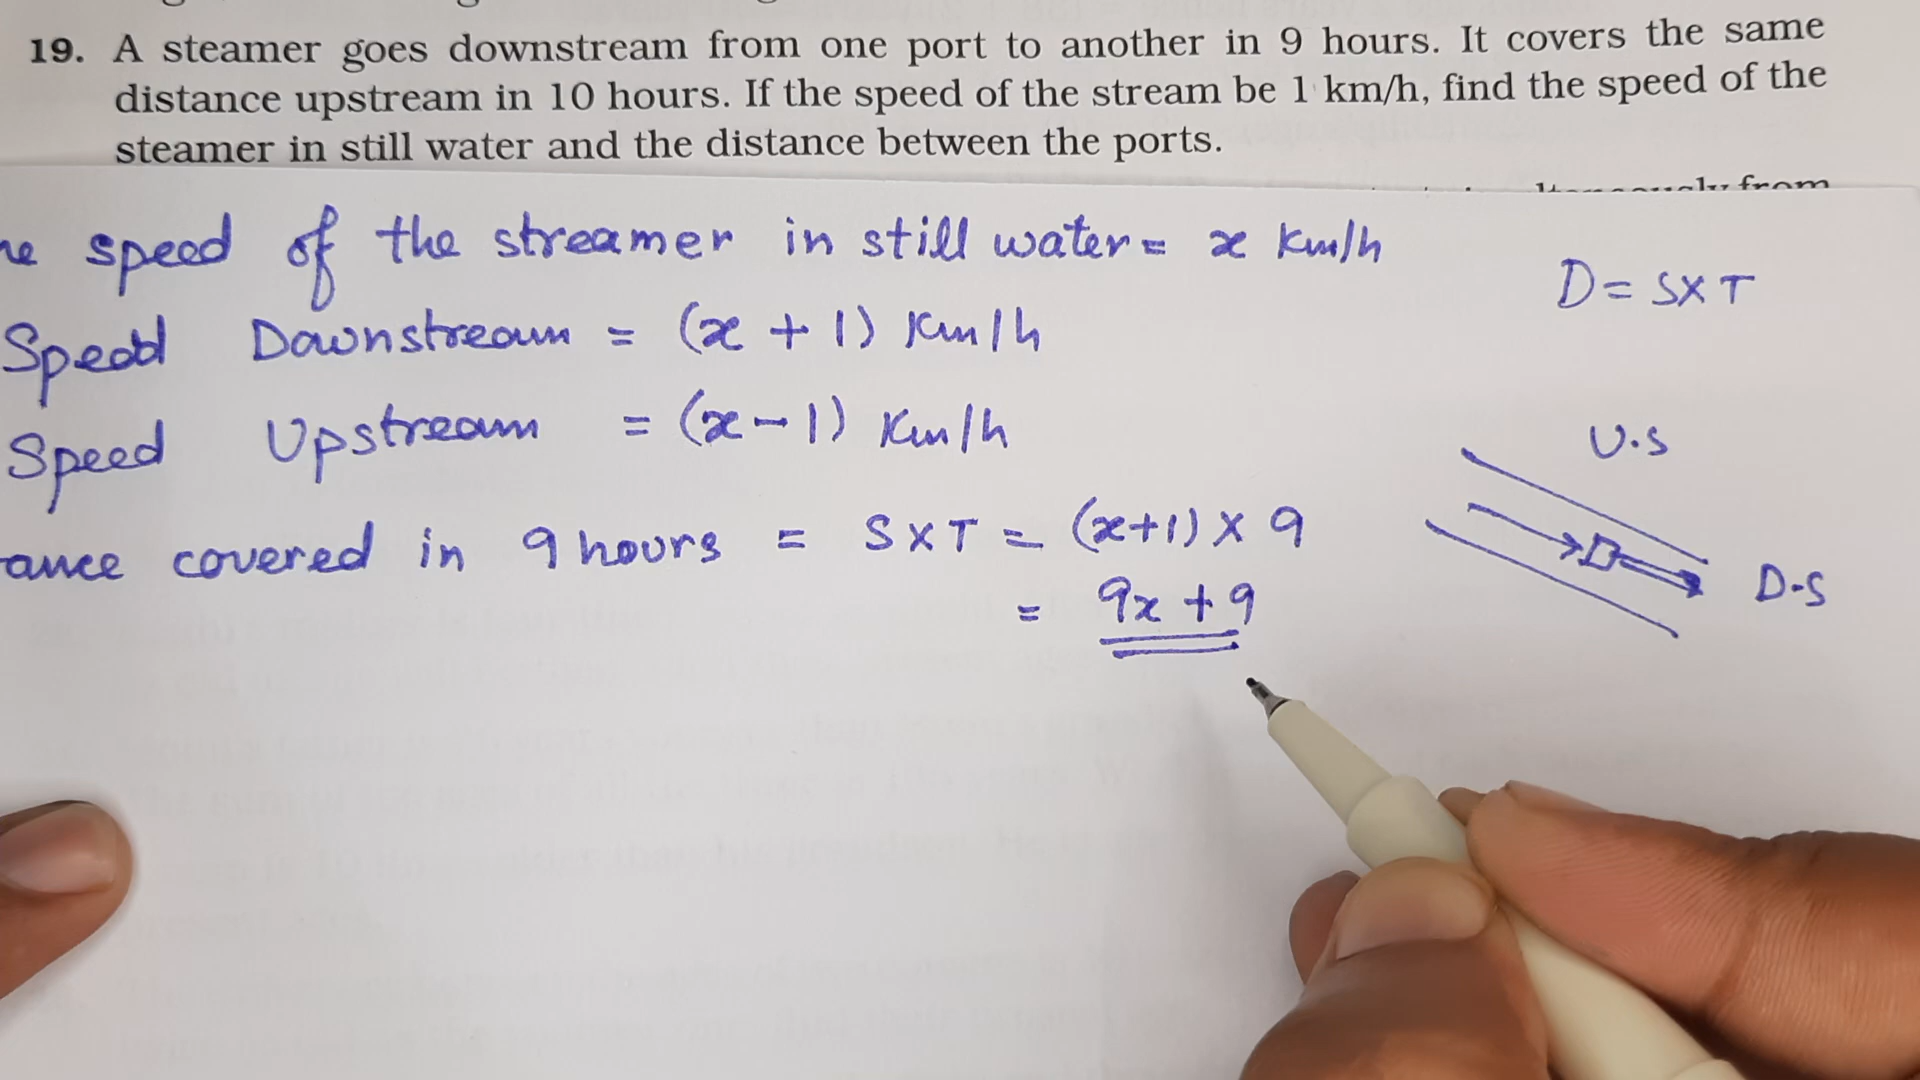 19. A steamer goes downstream from one port to another in 9 hours. It covers the same
distance upstream in 10 hours. If the speed of the stream be 1 km/h, find the speed of the
steamer in still water and the distance between the ports.
from
speed of the streamer in still water = x Km/h
D = S X T
Speed Downstream = (x + 1) Km/h
Speed Upstream = (x - 1) Km/h
U.S
covered in 9 hours = S X T = (x+1) X 9
D-S
= 9x + 9